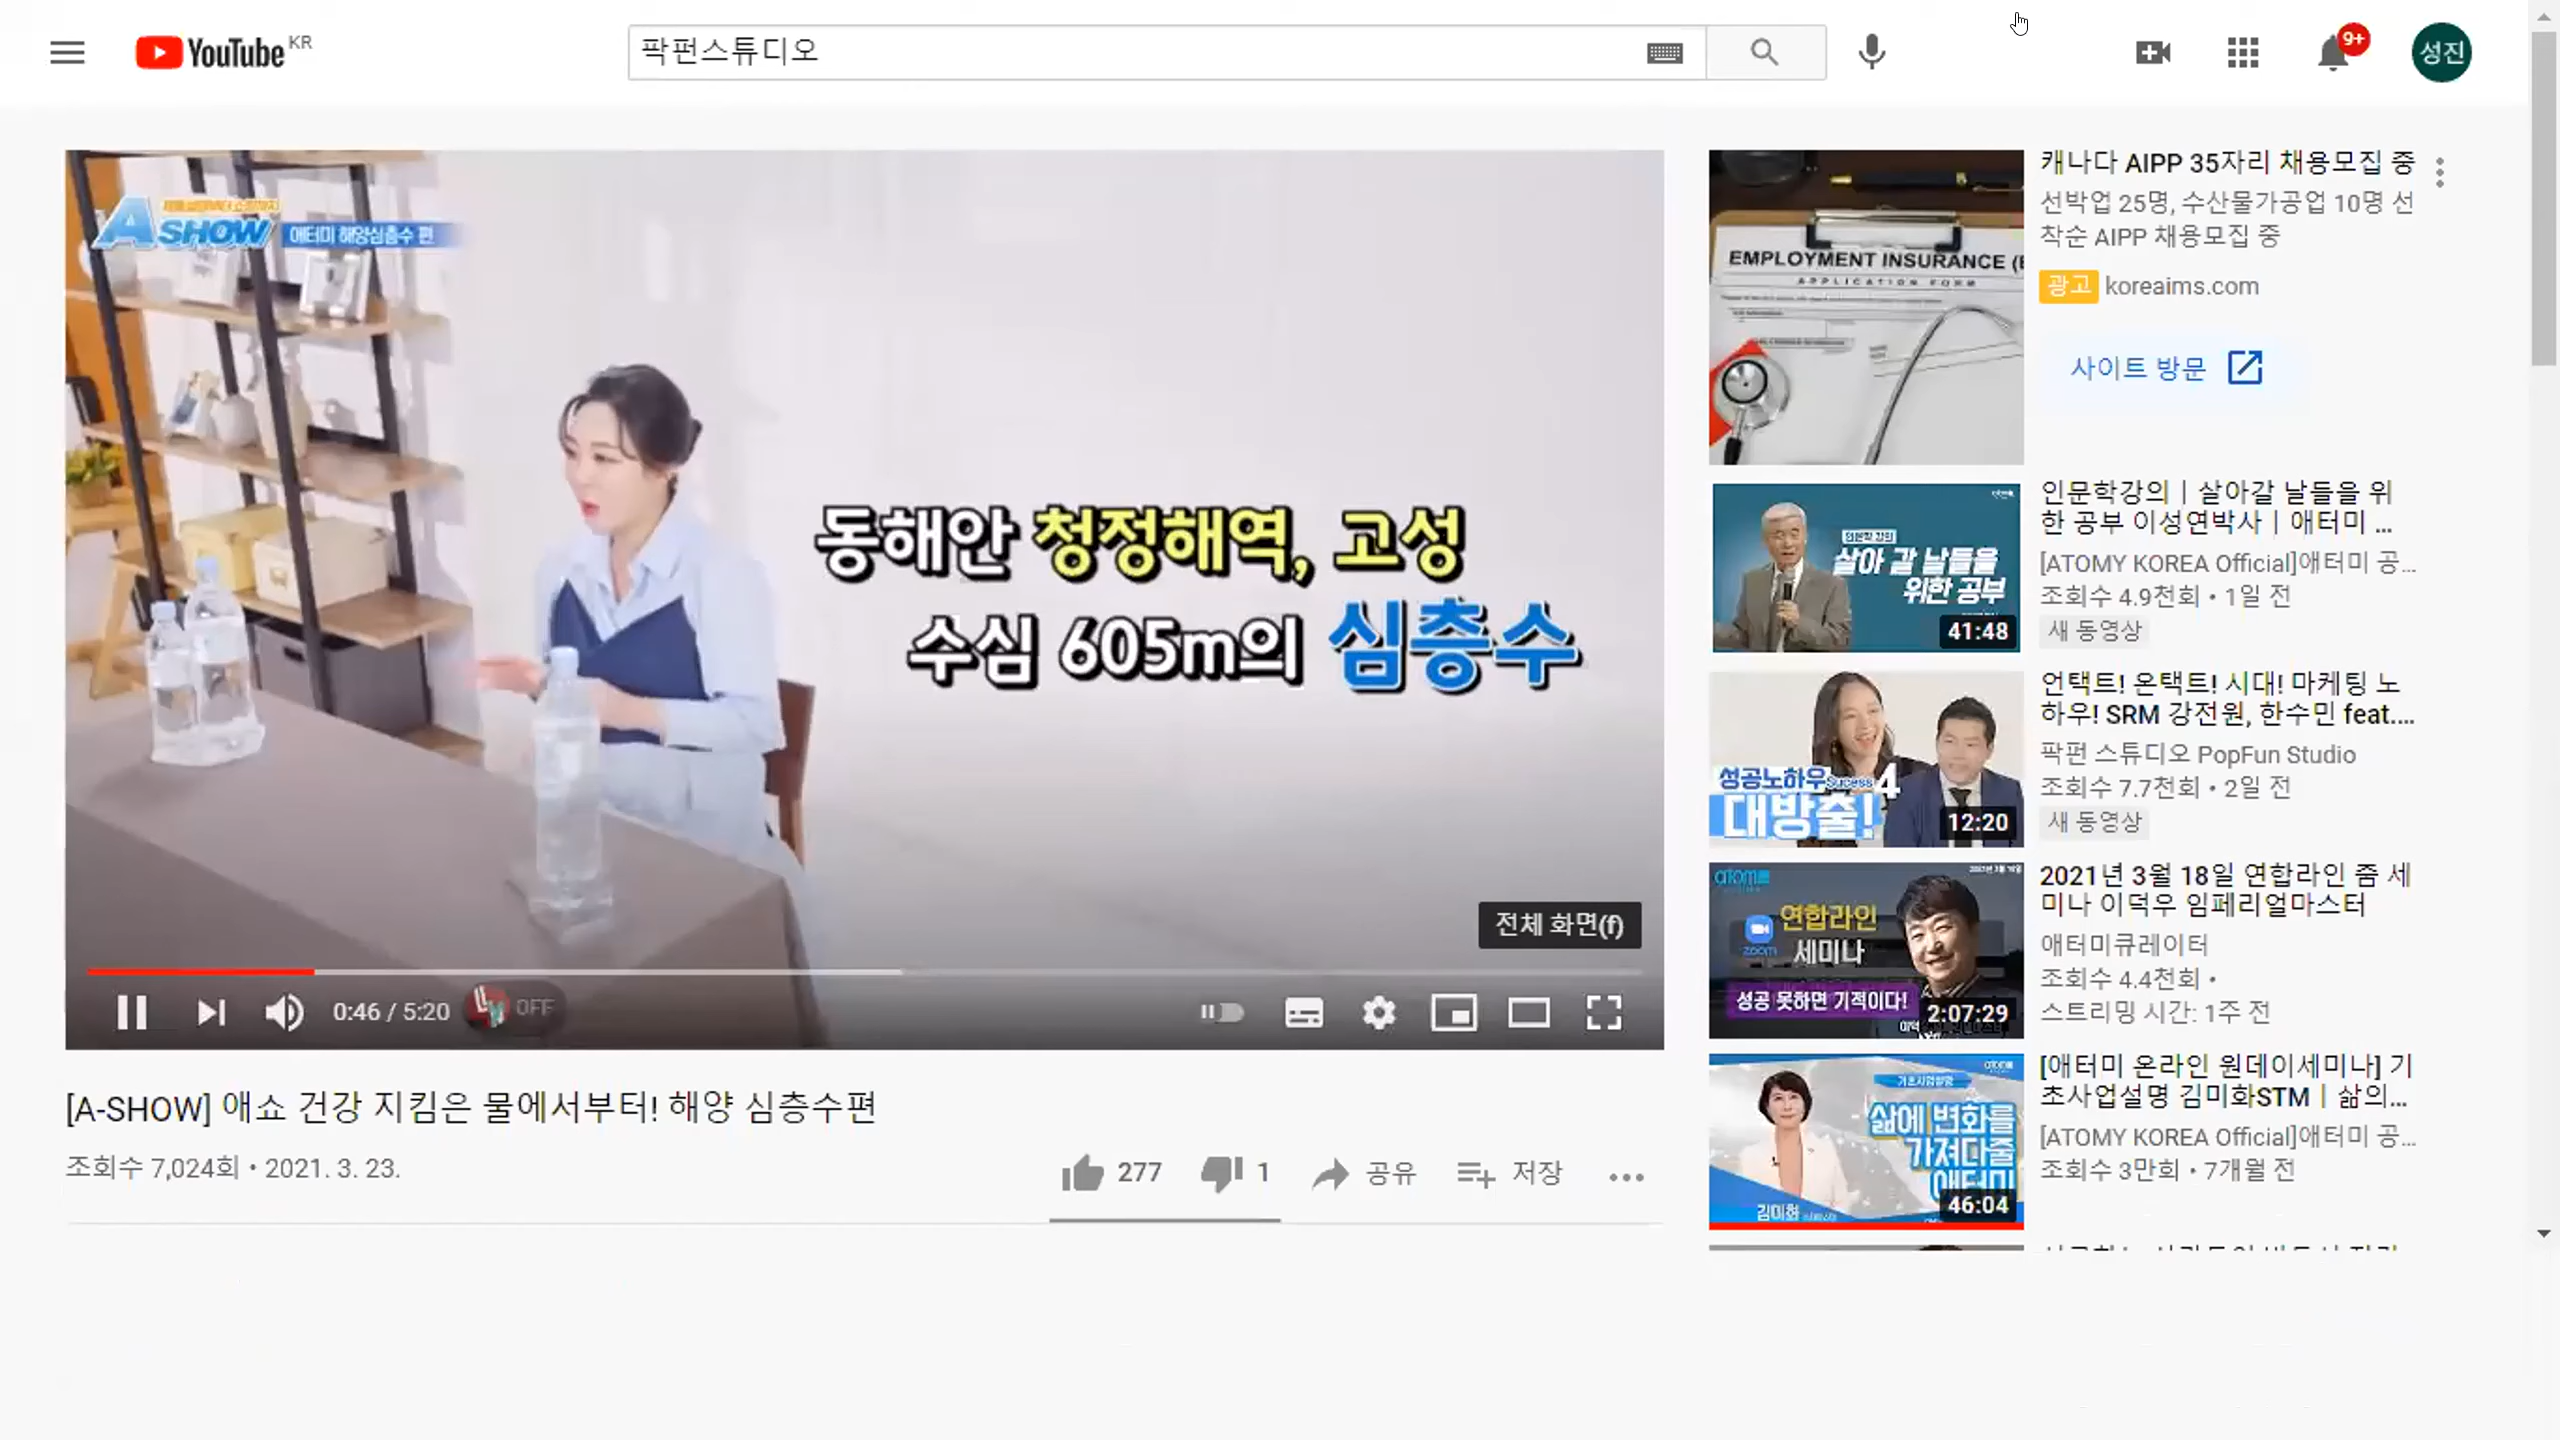 YouTube KR
팍펀스튜디오
9+
성진
A SHOW
애터미 해양심층수 편
동해안 청정해역, 고성
수심 605m의 심층수
전체 화면(f)
0:46 / 5:20
OFF
[A-SHOW] 애쇼 건강 지킴은 물에서부터! 해양 심층수편
조회수 7,024회 • 2021. 3. 23.
277
1
공유
저장
EMPLOYMENT INSURANCE (E
APPLICATION FORM
캐나다 AIPP 35자리 채용모집 중
선박업 25명, 수산물가공업 10명 선
착순 AIPP 채용모집 중
광고 koreaims.com
사이트 방문
인문학 강의
살아 갈 날들을
위한 공부
41:48
인문학강의 | 살아갈 날들을 위
한 공부 이성연박사 | 애터미 ...
[ATOMY KOREA Official]애터미 공...
조회수 4.9천회 • 1일 전
새 동영상
성공노하우 Sucess 4
대방출!
12:20
언택트! 온택트! 시대! 마케팅 노
하우! SRM 강전원, 한수민 feat....
팍펀 스튜디오 PopFun Studio
조회수 7.7천회 • 2일 전
새 동영상
atom
zoom
연합라인
세미나
성공 못하면 기적이다!
2:07:29
2021년 3월 18일 연합라인 줌 세
미나 이덕우 임페리얼마스터
애터미큐레이터
조회수 4.4천회 •
스트리밍 시간: 1주 전
기초사업설명
삶에 변화를
가져다줄
애터미
김미화
46:04
[애터미 온라인 원데이세미나] 기
초사업설명 김미화STM | 삶의...
[ATOMY KOREA Official]애터미 공...
조회수 3만회 • 7개월 전